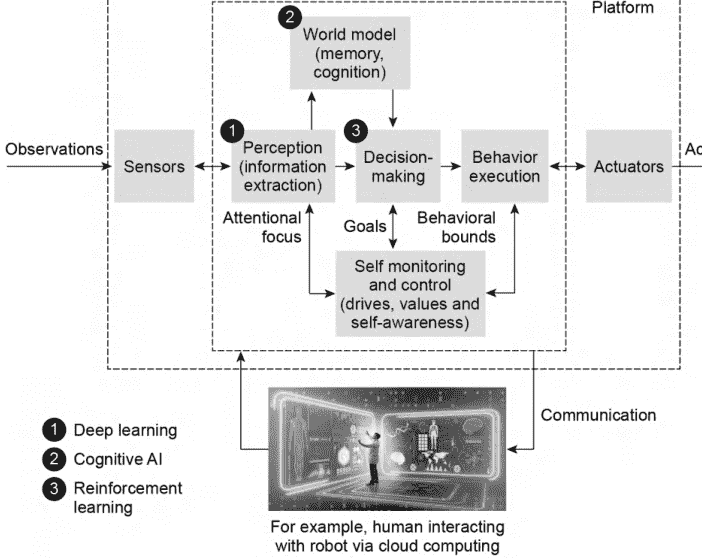 Platform
2
World model
(memory,
cognition)
Observations
Sensors
1
Perception
(information
extraction)
3
Decision-
making
Behavior
execution
Actuators
Attentional
focus
Goals
Behavioral
bounds
Self monitoring
and control
(drives, values and
self-awareness)
Communication
1 Deep learning
2 Cognitive AI
3 Reinforcement
learning
For example, human interacting
with robot via cloud computing